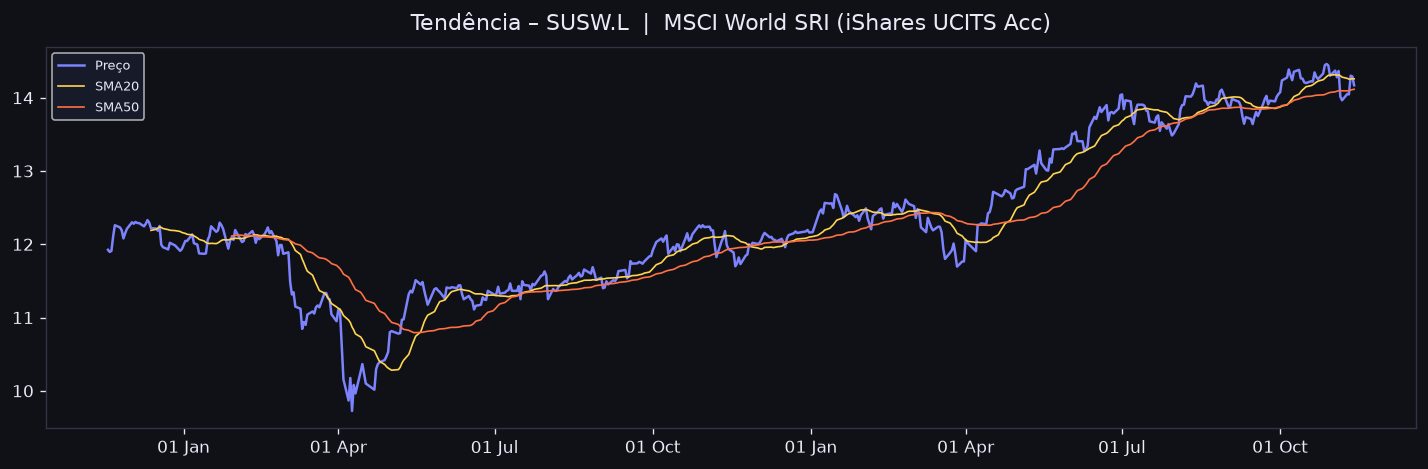 Tendência – SUSW.L | MSCI World SRI (iShares UCITS Acc)
Preço
SMA20
SMA50
14
13
12
11
10
01 Jan 01 Apr 01 Jul 01 Oct 01 Jan 01 Apr 01 Jul 01 Oct